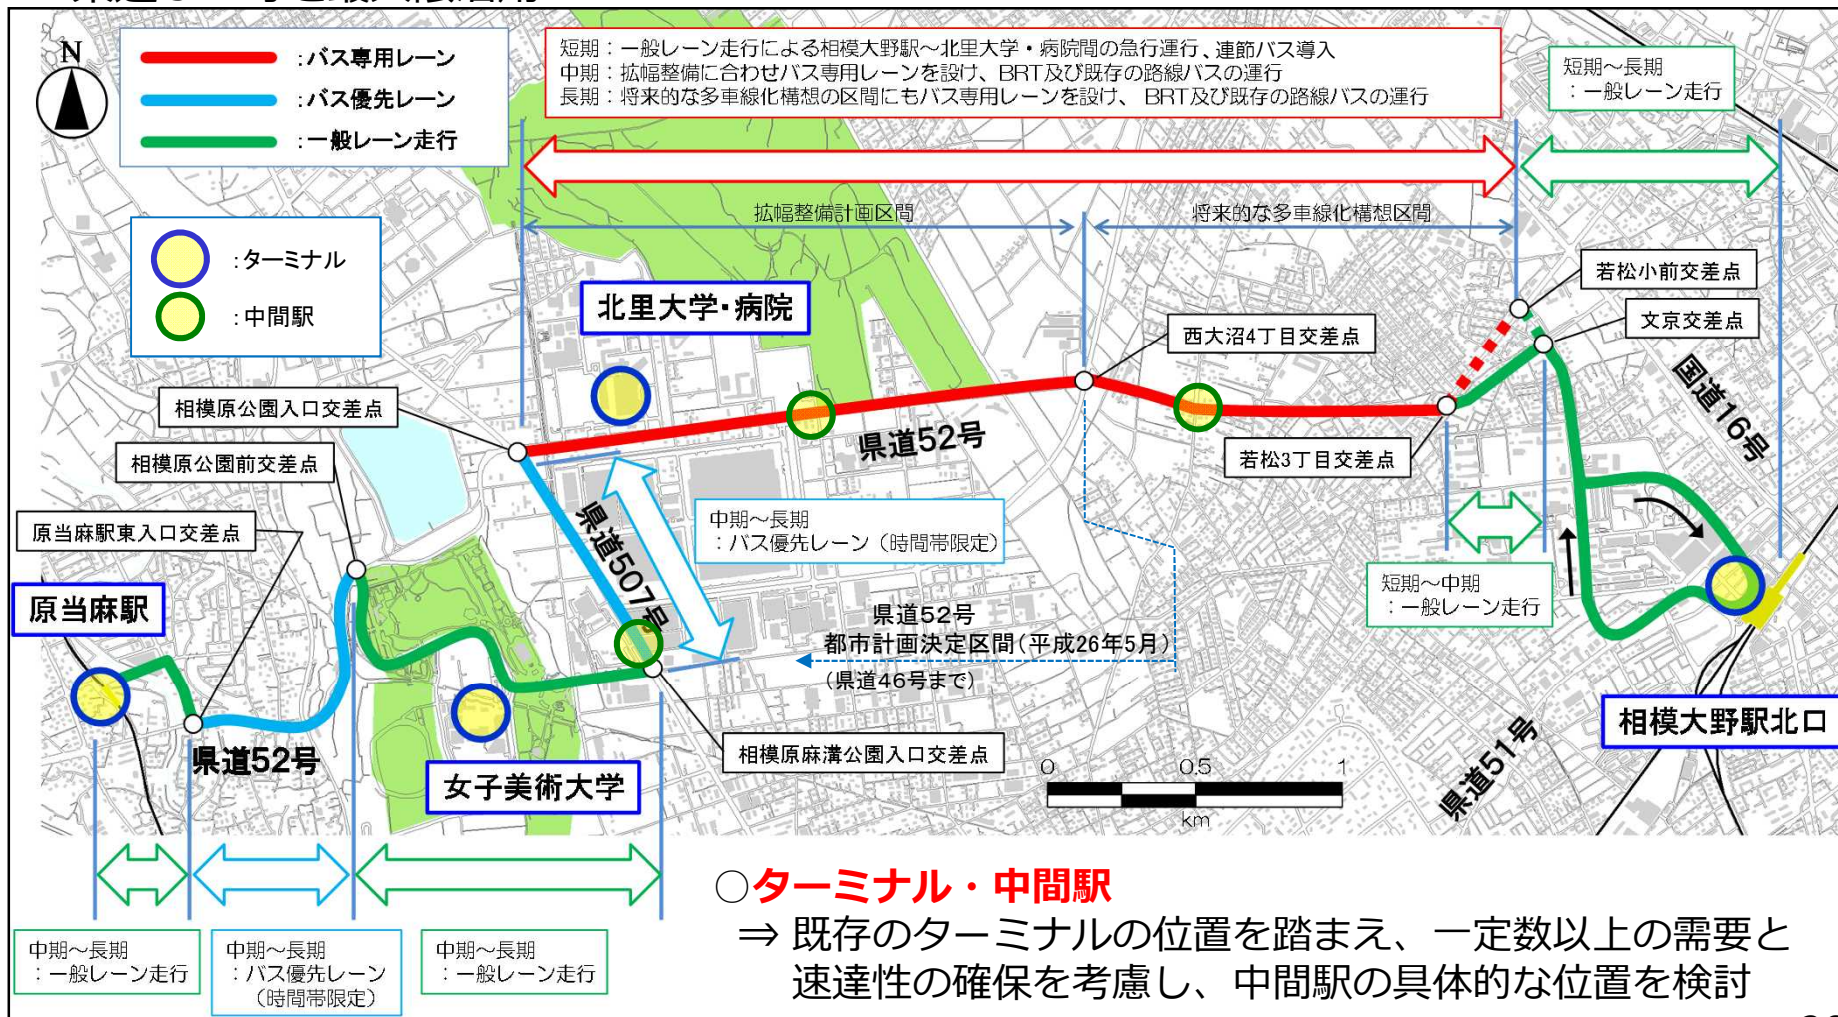 N
:バス専用レーン
:バス優先レーン
:一般レーン走行
短期：一般レーン走行による相模大野駅～北里大学・病院間の急行運行、連節バス導入
中期：拡幅整備に合わせバス専用レーンを設け、BRT及び既存の路線バスの運行
長期：将来的な多車線化構想の区間にもバス専用レーンを設け、BRT及び既存の路線バスの運行
短期～長期
：一般レーン走行
:ターミナル
:中間駅
拡幅整備計画区間
将来的な多車線化構想区間
北里大学・病院
若松小前交差点
文京交差点
西大沼4丁目交差点
国道16号
相模原公園入口交差点
県道52号
相模原公園前交差点
若松3丁目交差点
原当麻駅東入口交差点
県道507号
中期～長期
：バス優先レーン（時間帯限定）
原当麻駅
短期～中期
：一般レーン走行
県道52号
都市計画決定区間(平成26年5月)
(県道46号まで)
県道52号
女子美術大学
相模原麻溝公園入口交差点
0 0.5 1
km
県道51号
相模大野駅北口
中期～長期
：一般レーン走行
中期～長期
：バス優先レーン
（時間帯限定）
中期～長期
：一般レーン走行
○ターミナル・中間駅
⇒ 既存のターミナルの位置を踏まえ、一定数以上の需要と
速達性の確保を考慮し、中間駅の具体的な位置を検討